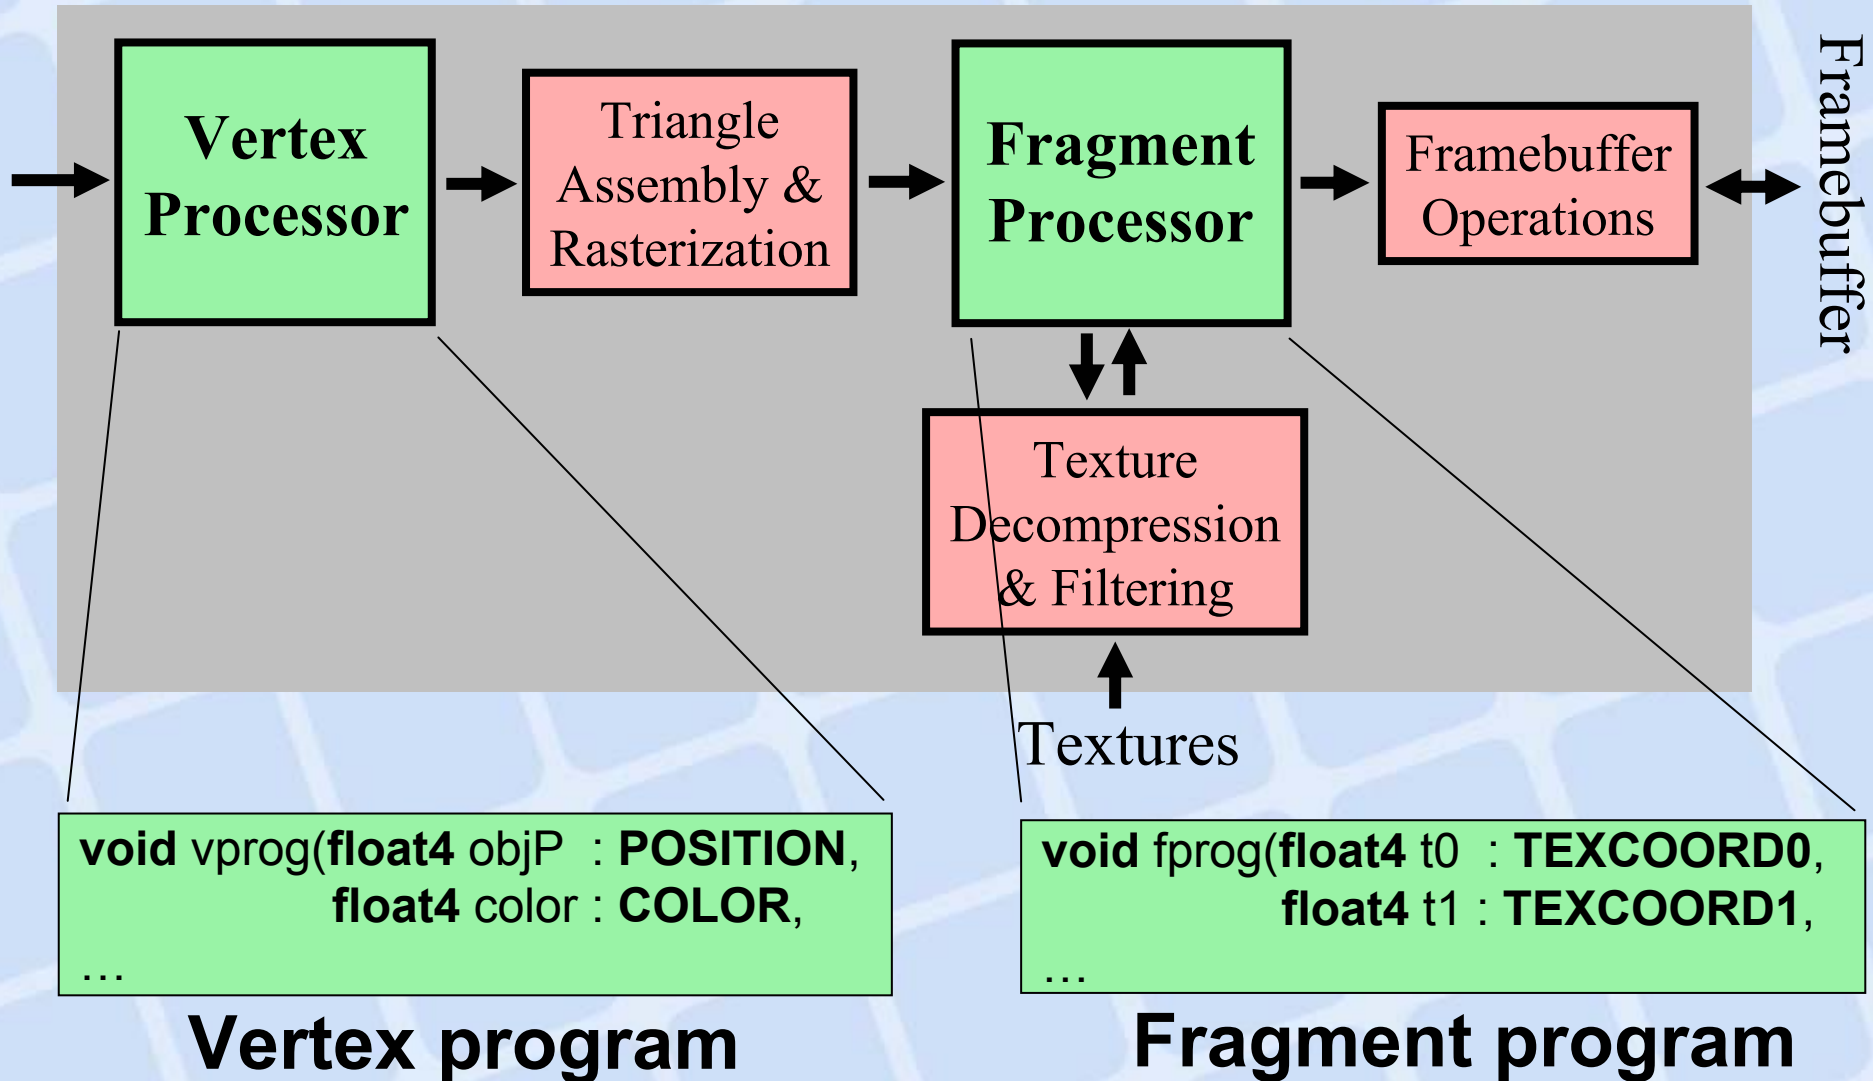 Vertex
Processor
Triangle
Assembly &
Rasterization
Fragment
Processor
Framebuffer
Operations
Framebuffer
Texture
Decompression
& Filtering
Textures
void vprog(float4 objP : POSITION,
float4 color : COLOR,
…
Vertex program
void fprog(float4 t0 : TEXCOORD0,
float4 t1 : TEXCOORD1,
…
Fragment program